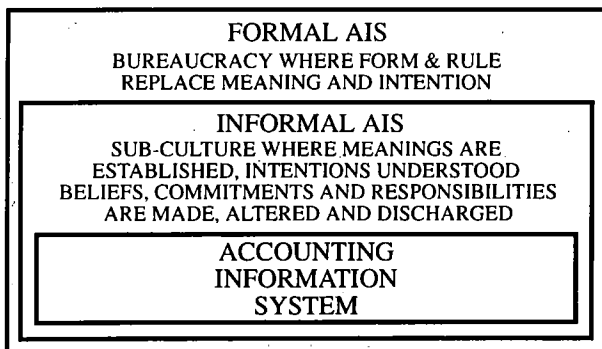 FORMAL AIS
BUREAUCRACY WHERE FORM & RULE
REPLACE MEANING AND INTENTION
INFORMAL AIS
SUB-CULTURE WHERE MEANINGS ARE
ESTABLISHED, INTENTIONS UNDERSTOOD
BELIEFS, COMMITMENTS AND RESPONSIBILITIES
ARE MADE, ALTERED AND DISCHARGED
ACCOUNTING
INFORMATION
SYSTEM